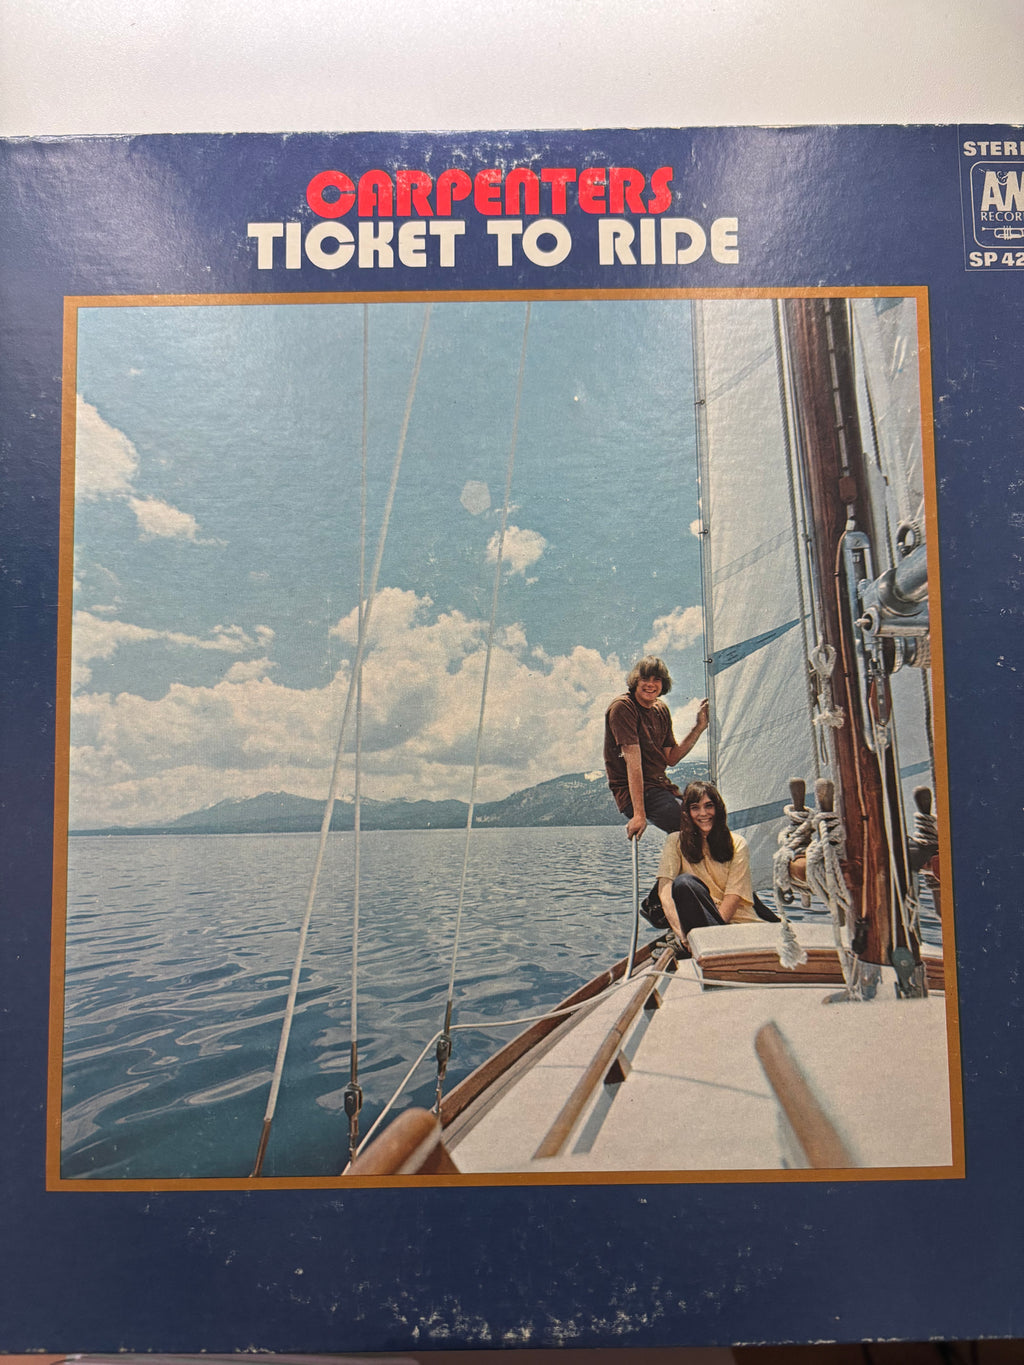 CARPENTERS
TICKET TO RIDE
STERE
A&M
RECOR
SP 42